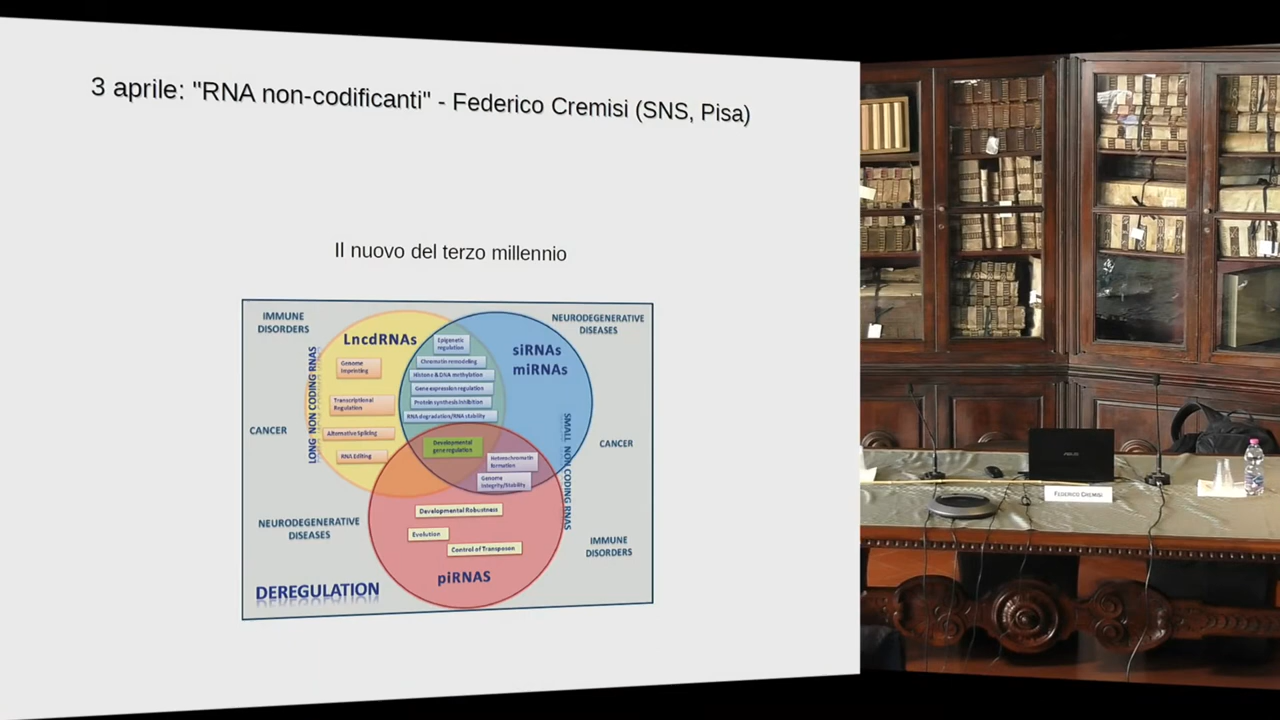 3 aprile: "RNA non-codificanti" - Federico Cremisi (SNS, Pisa)
Il nuovo del terzo millennio
IMMUNE
DISORDERS
NEURODEGENERATIVE
DISEASES
LncdRNAs
siRNAs
miRNAs
LONG NON CODING RNAS
Genome
Imprinting
Transcriptional
Regulation
Alternative Splicing
RNA Editing
Epigenetic
regulation
Chromatin remodeling
Histone & DNA methylation
Gene expression regulation
Protein synthesis inhibition
RNA degradation/RNA stability
Developmental
gene regulation
Heterochromatin
formation
Genome
Integrity/Stability
SMALL NON CODING RNAS
CANCER
CANCER
Developmental Robustness
Evolution
Control of Transposon
piRNAS
NEURODEGENERATIVE
DISEASES
IMMUNE
DISORDERS
DEREGULATION
ASUS
FEDERICO CREMISI